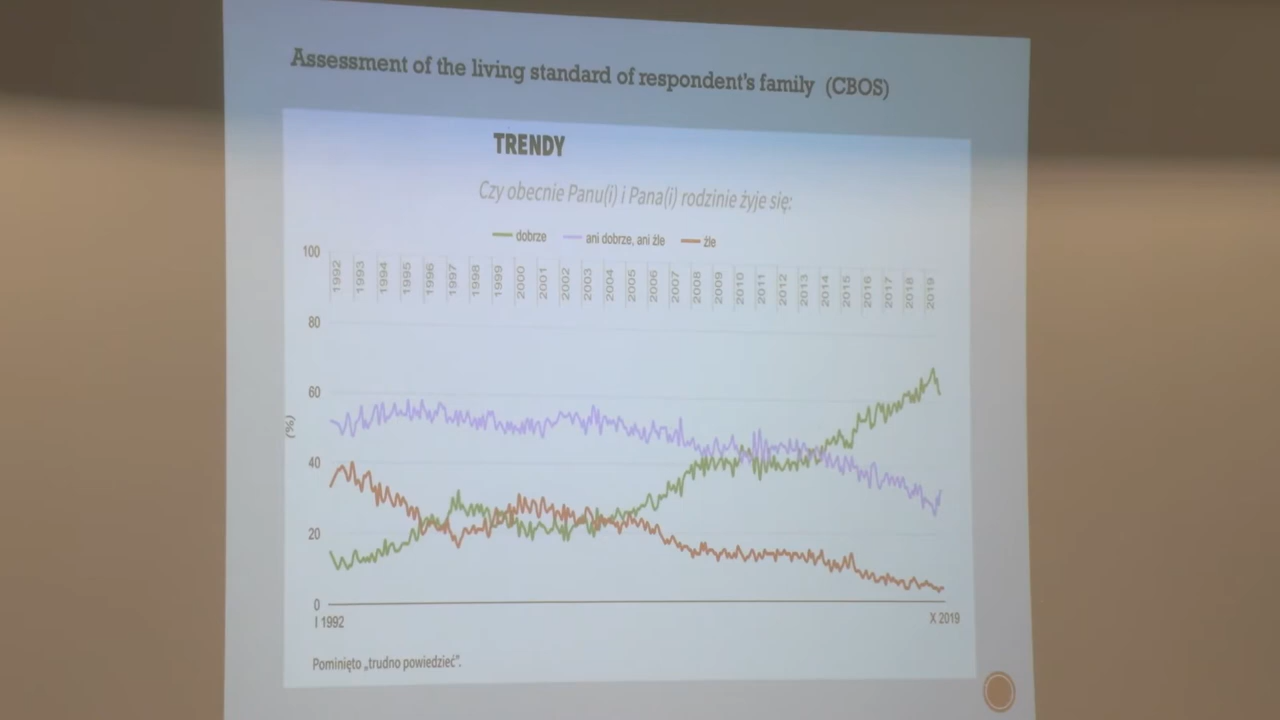 Assessment of the living standard of respondent's family (CBOS)
TRENDY
Czy obecnie Panu(i) i Pana(i) rodzinie żyje się:
dobrze ani dobrze, ani źle źle
100
1992 1993 1994 1995 1996 1997 1998 1999 2000 2001 2002 2003 2004 2005 2006 2007 2008 2009 2010 2011 2012 2013 2014 2015 2016 2017 2018 2019
80
60
(%)
40
20
0
I 1992 X 2019
Pominięto „trudno powiedzieć".